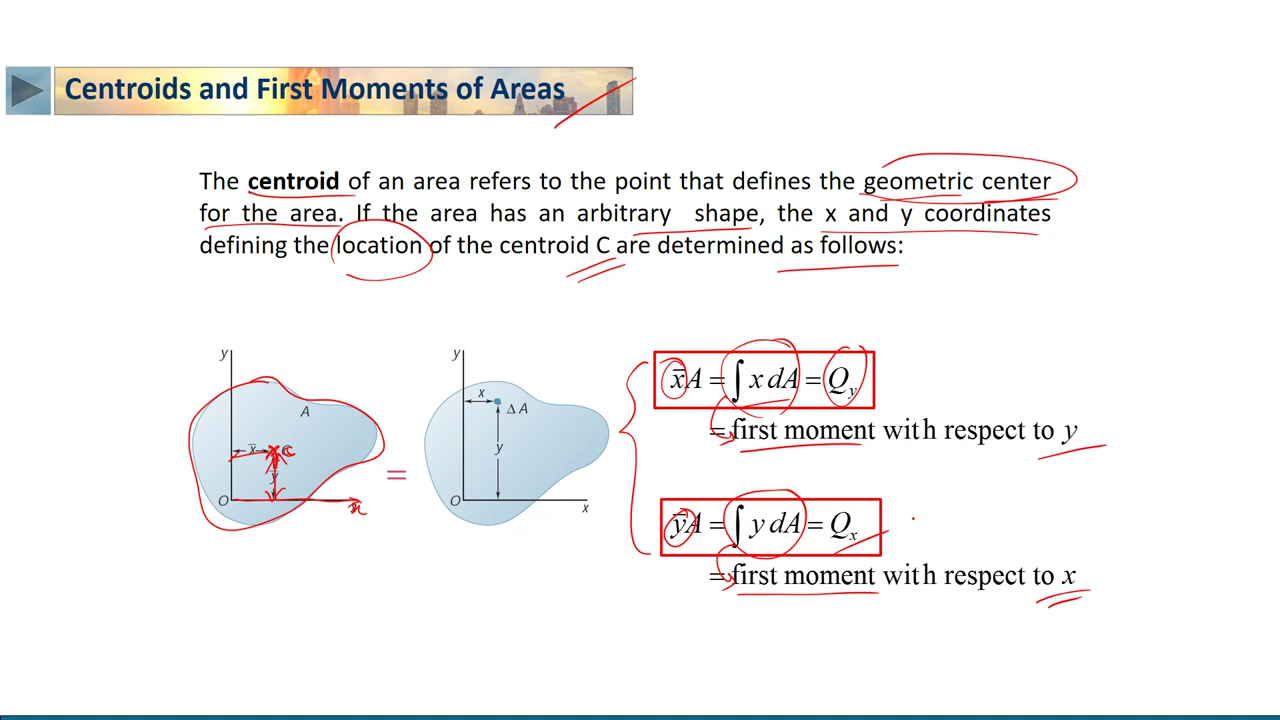 Centroids and First Moments of Areas
The centroid of an area refers to the point that defines the geometric center
for the area. If the area has an arbitrary shape, the x and y coordinates
defining the location of the centroid C are determined as follows:
y
A
x̄
C
ȳ
O
x
y
x
ΔA
y
O
x
x̄A = ∫ x dA = Q_y
= first moment with respect to y
ȳA = ∫ y dA = Q_x
= first moment with respect to x